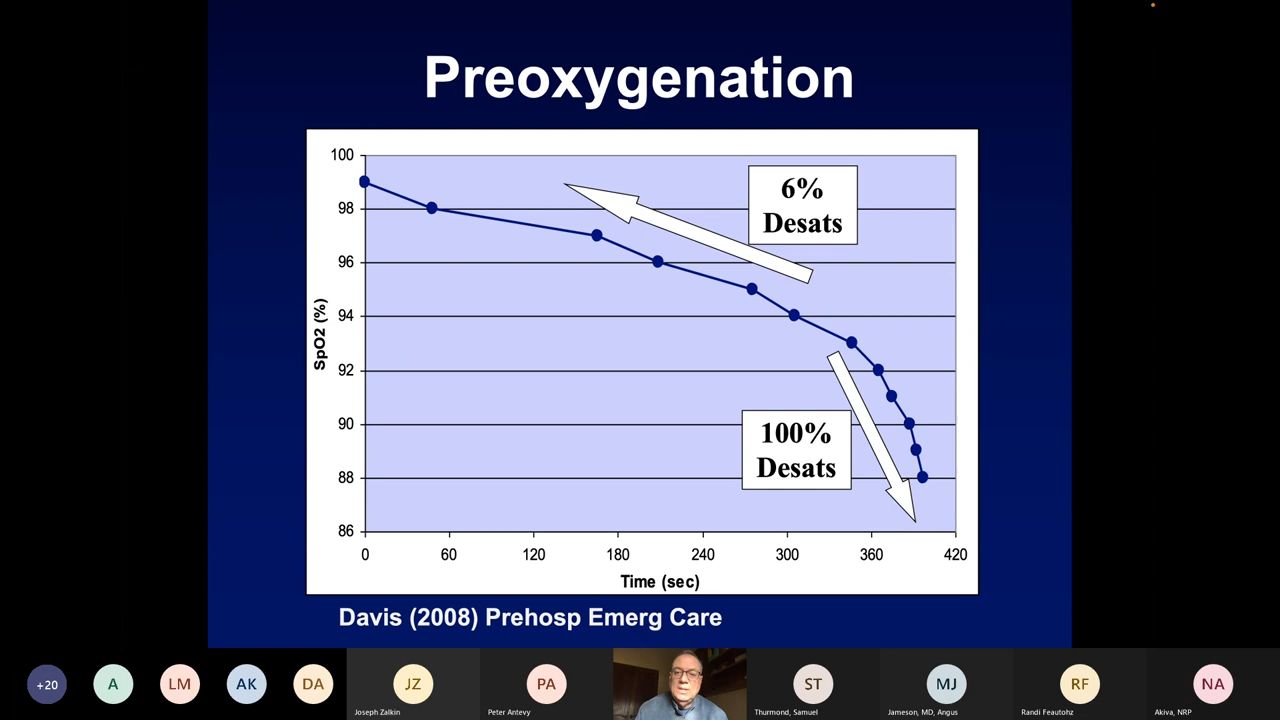 Preoxygenation
100
98
96
94
92
90
88
86
SpO2 (%)
6%
Desats
100%
Desats
0 60 120 180 240 300 360 420
Time (sec)
Davis (2008) Prehosp Emerg Care
+20 A LM AK DA JZ PA ST MJ RF NA
Joseph Zalkin Peter Antevy Thurmond, Samuel Jameson, MD, Angus Randi Feautohz Akiva, NRP